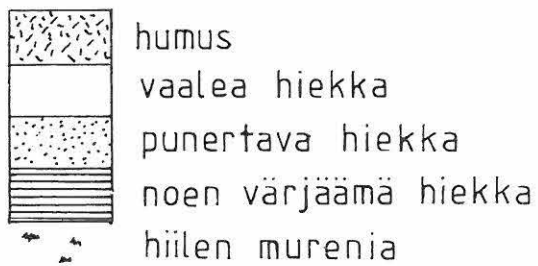 humus
vaalea hiekka
punertava hiekka
noen värjäämä hiekka
hiilen murenia